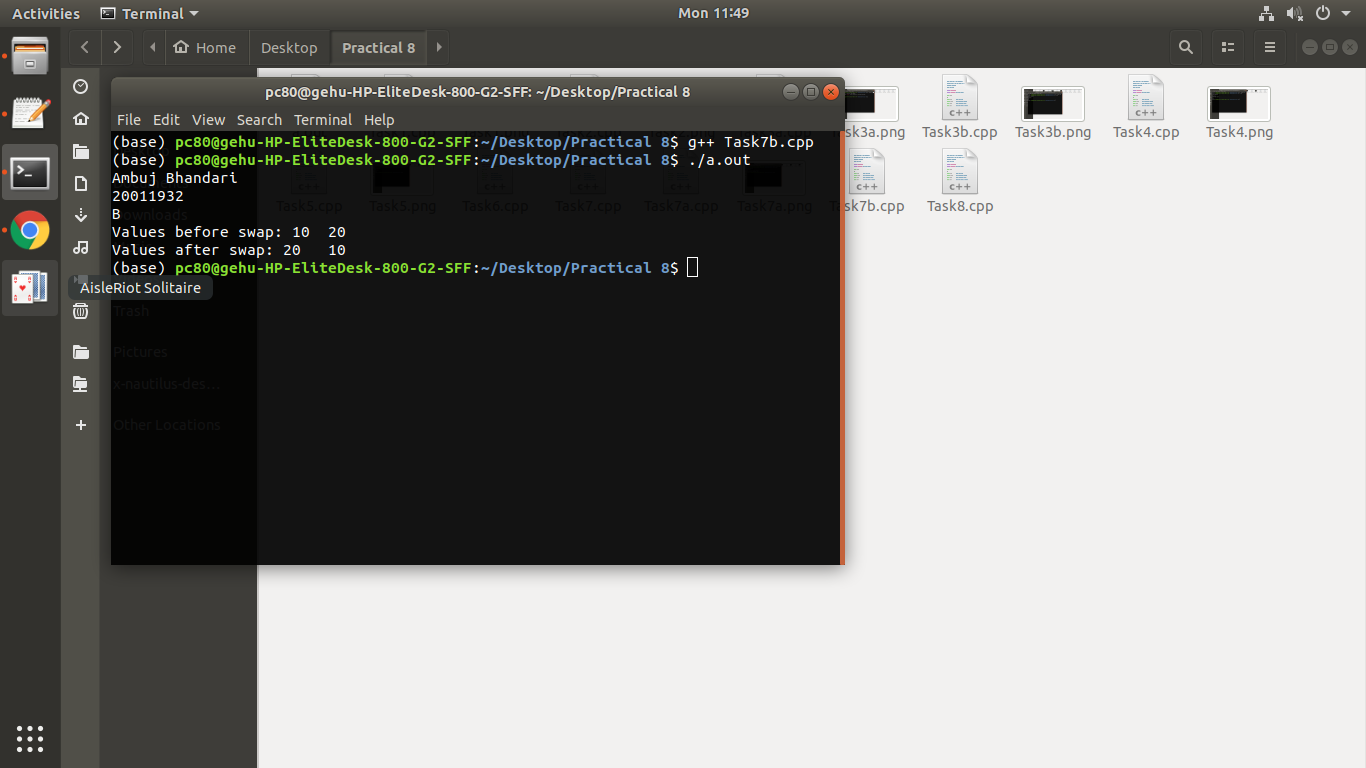 Activities
Terminal
Mon 11:49
Home
Desktop
Practical 8
pc80@gehu-HP-EliteDesk-800-G2-SFF: ~/Desktop/Practical 8
File Edit View Search Terminal Help
(base) pc80@gehu-HP-EliteDesk-800-G2-SFF:~/Desktop/Practical 8$ g++ Task7b.cpp
(base) pc80@gehu-HP-EliteDesk-800-G2-SFF:~/Desktop/Practical 8$ ./a.out
Ambuj Bhandari
20011932
B
Values before swap: 10  20
Values after swap: 20   10
(base) pc80@gehu-HP-EliteDesk-800-G2-SFF:~/Desktop/Practical 8$
sk3a.png Task3b.cpp Task3b.png Task4.cpp Task4.png
Task5.cpp Task5.png Task6.cpp Task7.cpp Task7a.cpp Task7a.png Task7b.cpp Task8.cpp
c++ c++
c++ c++
Downloads
AisleRiot Solitaire
Trash
Pictures
x-nautilus-des…
Other Locations